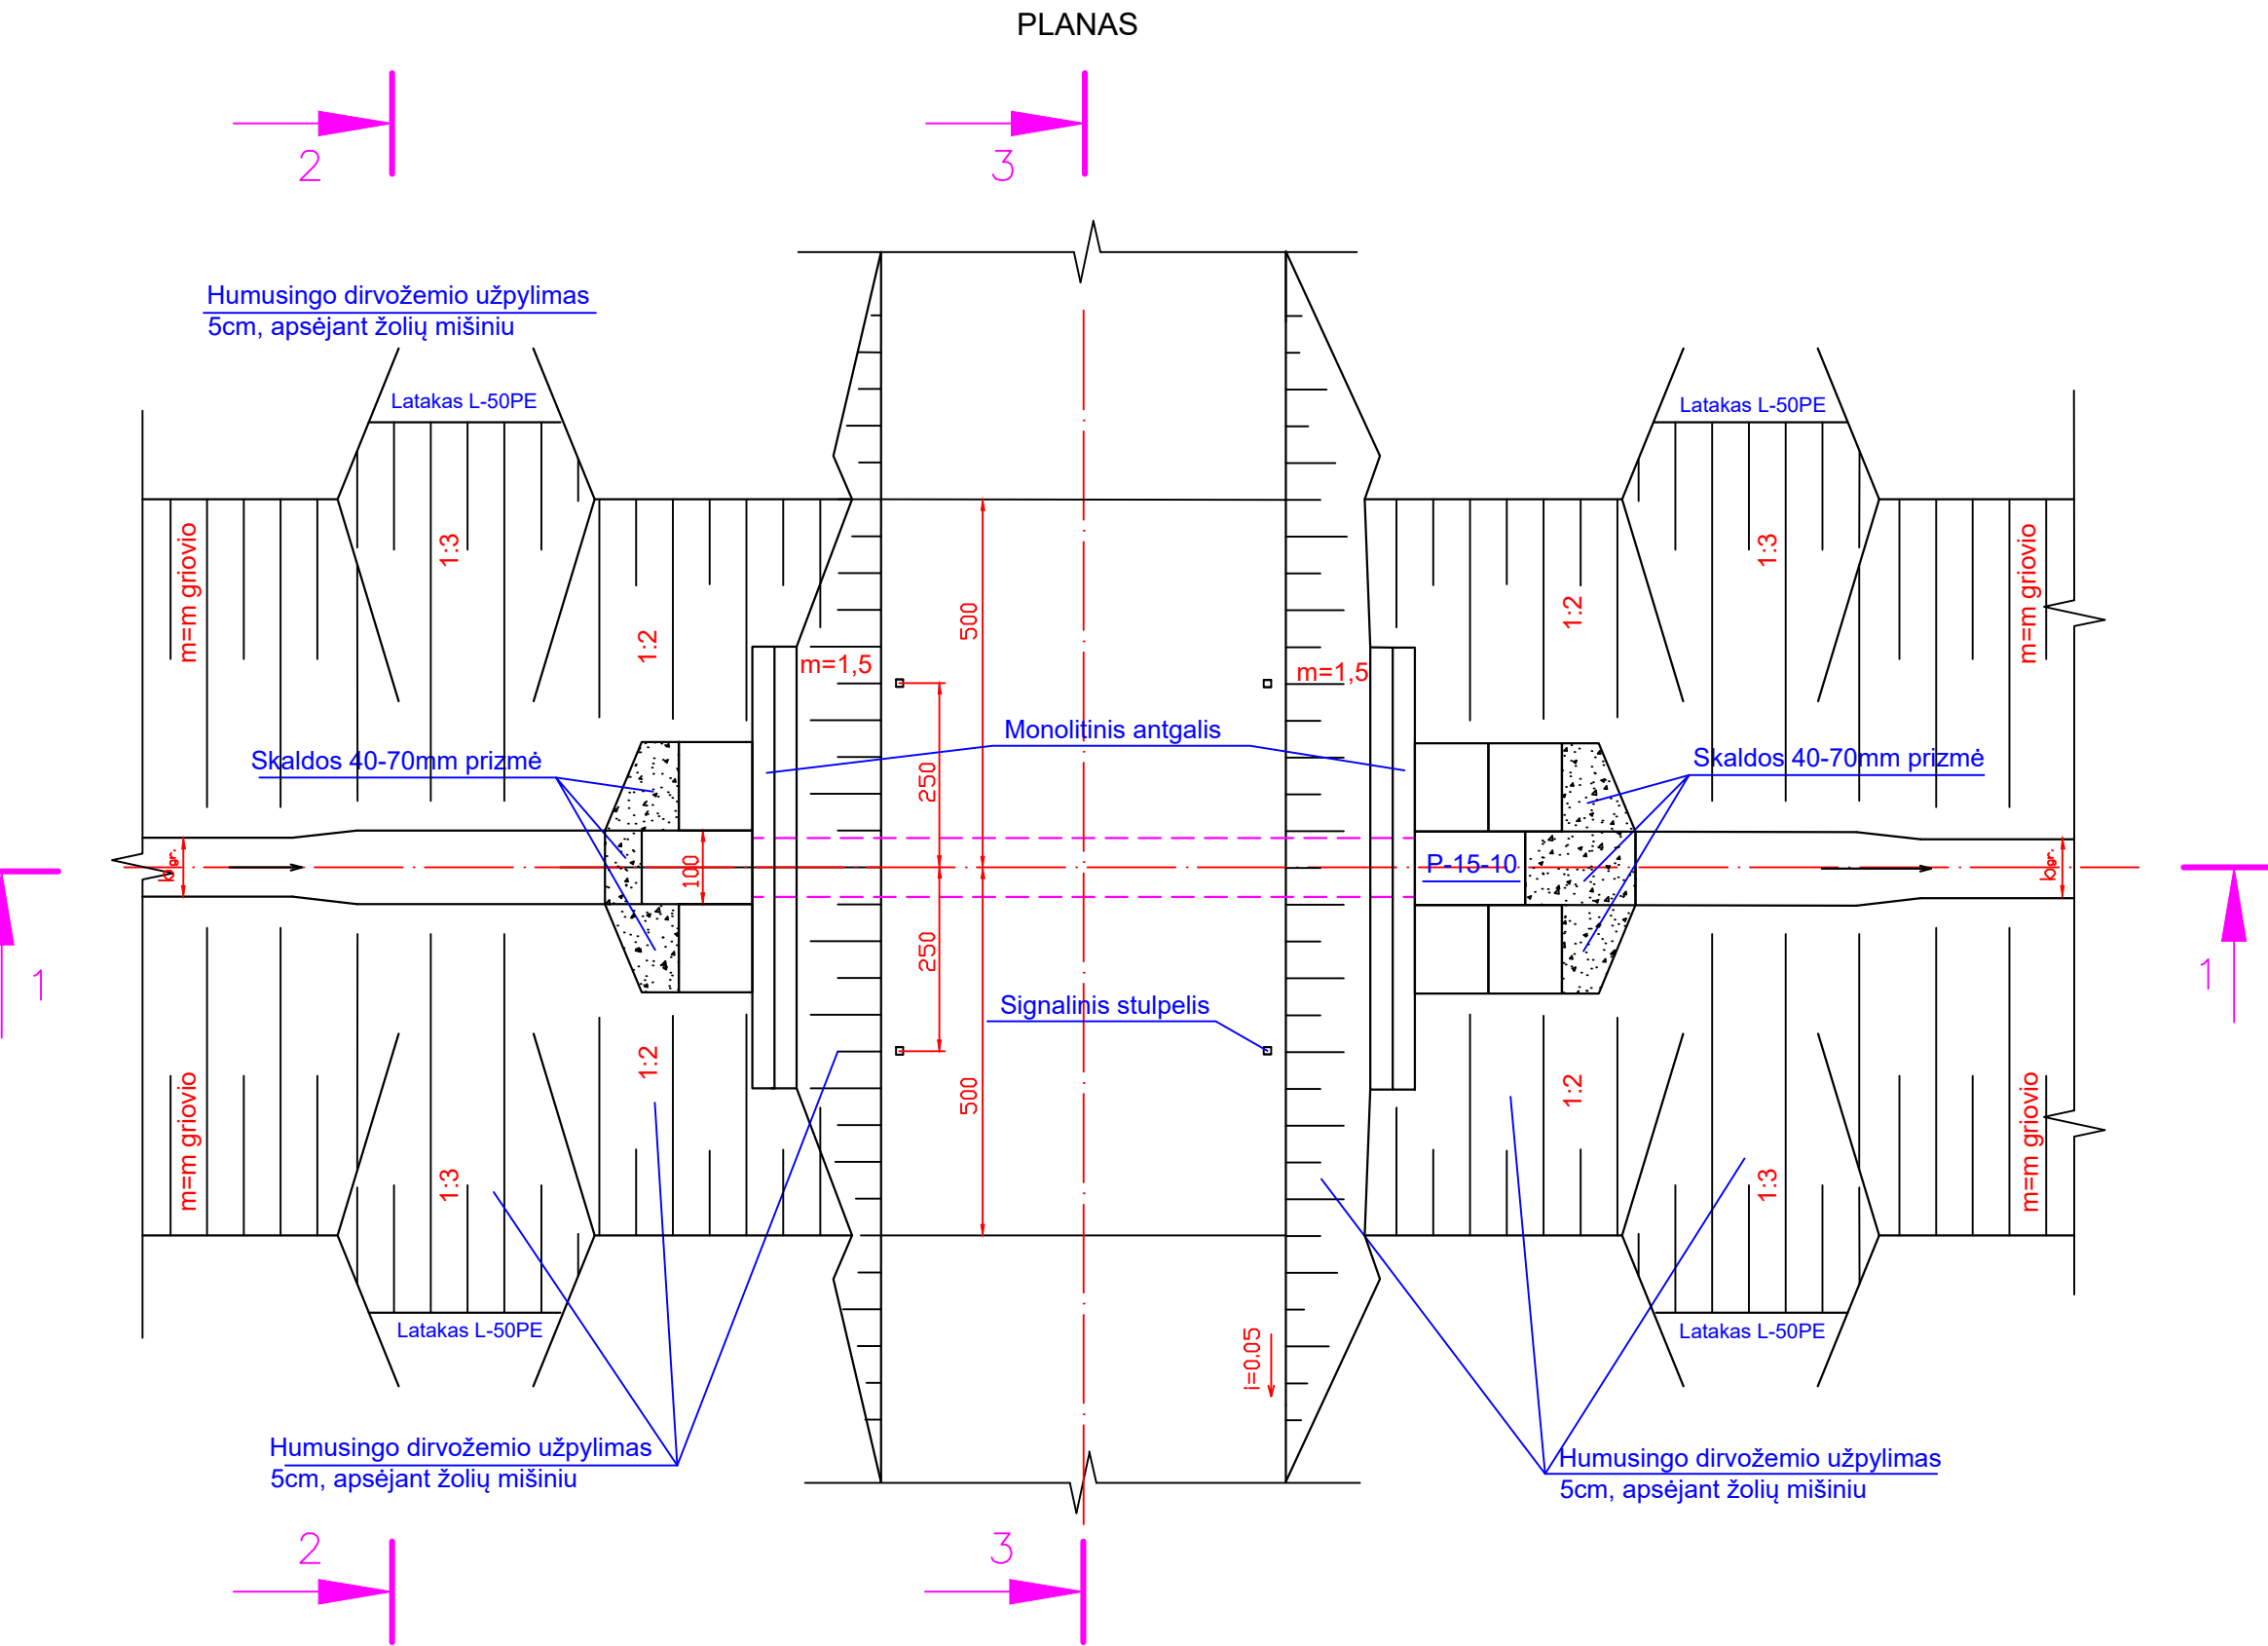 PLANAS
2
3
Humusingo dirvožemio užpylimas
5cm, apsėjant žolių mišiniu
Latakas L-50PE
Latakas L-50PE
m=m griovio
1:3
1:2
500
1:2
1:3
m=m griovio
m=1,5
m=1,5
Monolitinis antgalis
Skaldos 40-70mm prizmė
Skaldos 40-70mm prizmė
250
bgr.
100
P-15-10
bgr.
1
250
Signalinis stulpelis
1
m=m griovio
1:3
1:2
500
1:2
1:3
m=m griovio
Latakas L-50PE
i=0,05
Latakas L-50PE
Humusingo dirvožemio užpylimas
5cm, apsėjant žolių mišiniu
Humusingo dirvožemio užpylimas
5cm, apsėjant žolių mišiniu
2
3